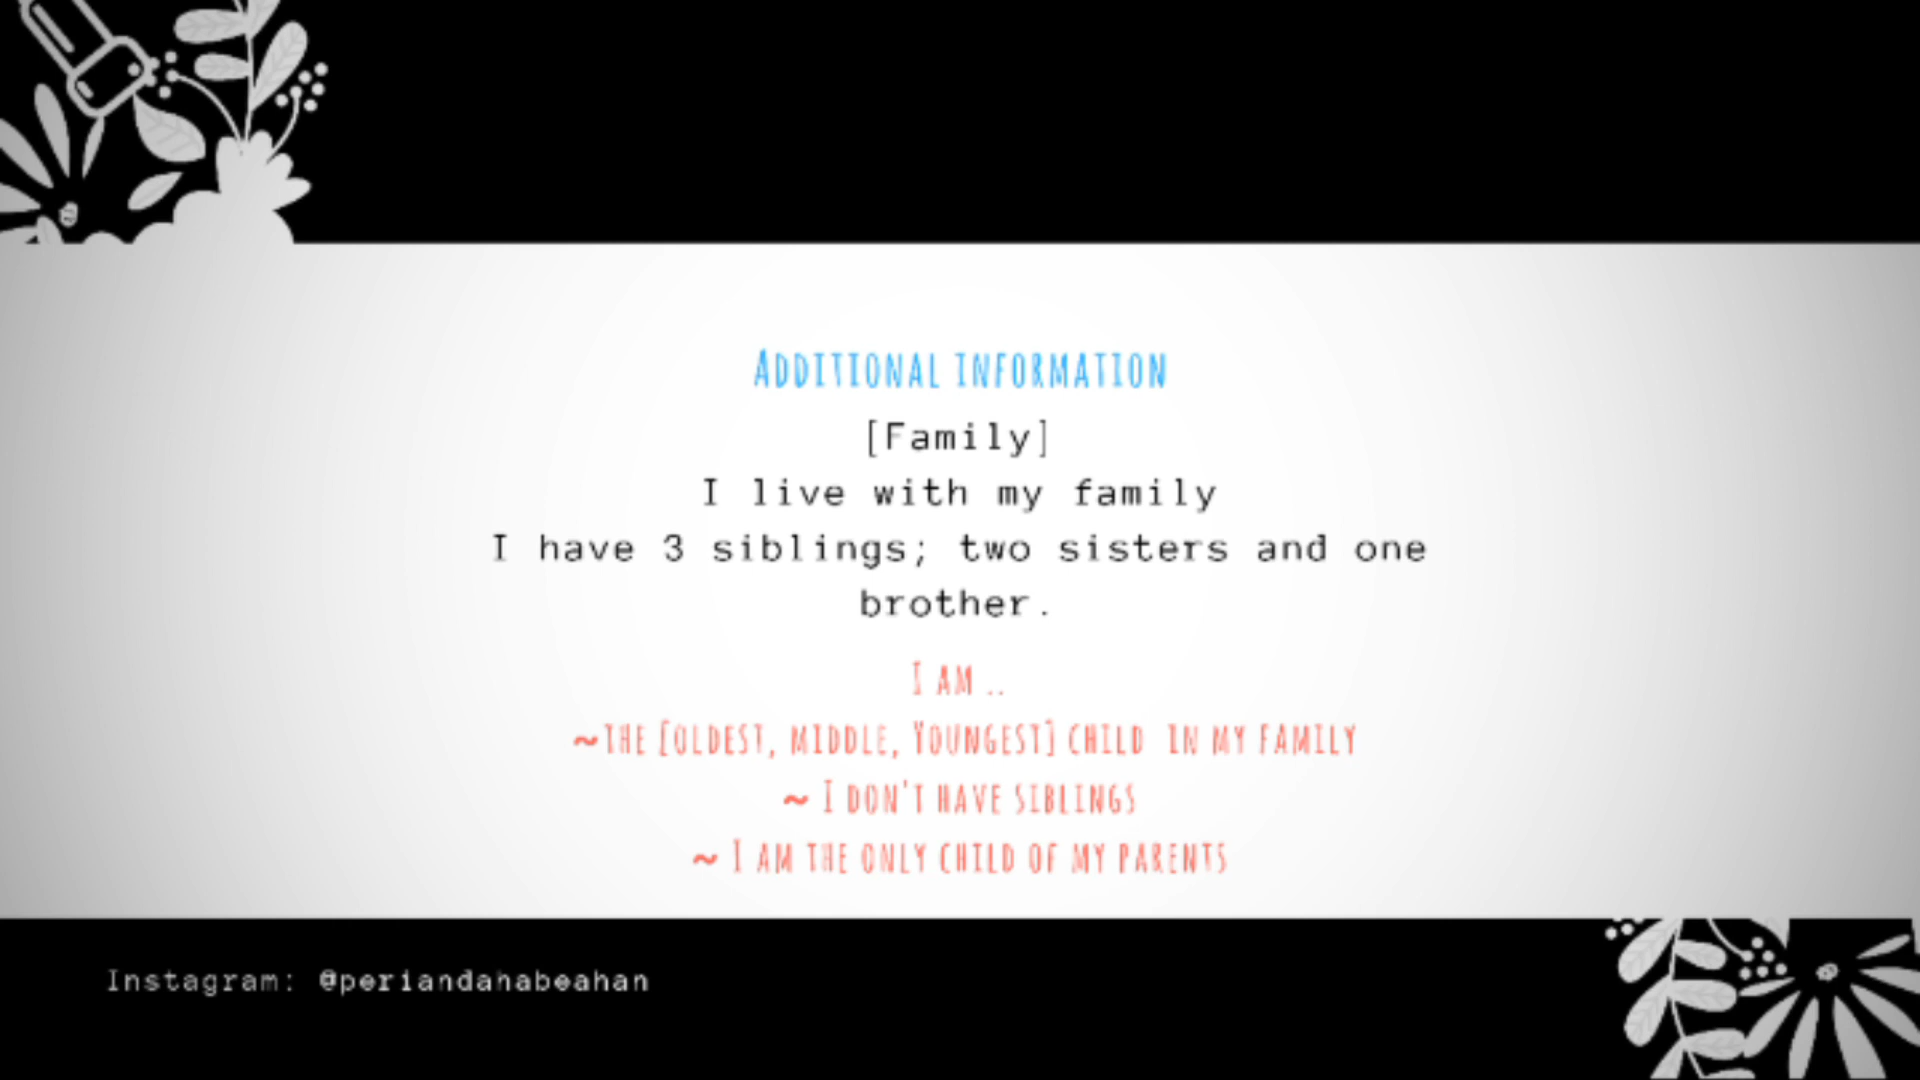 Additional information
[Family]
I live with my family
I have 3 siblings; two sisters and one
brother.
I am ..
~the [oldest, middle, Youngest] child in my family
~ I don't have siblings
~ I am the only child of my parents
Instagram: @periandahabeahan